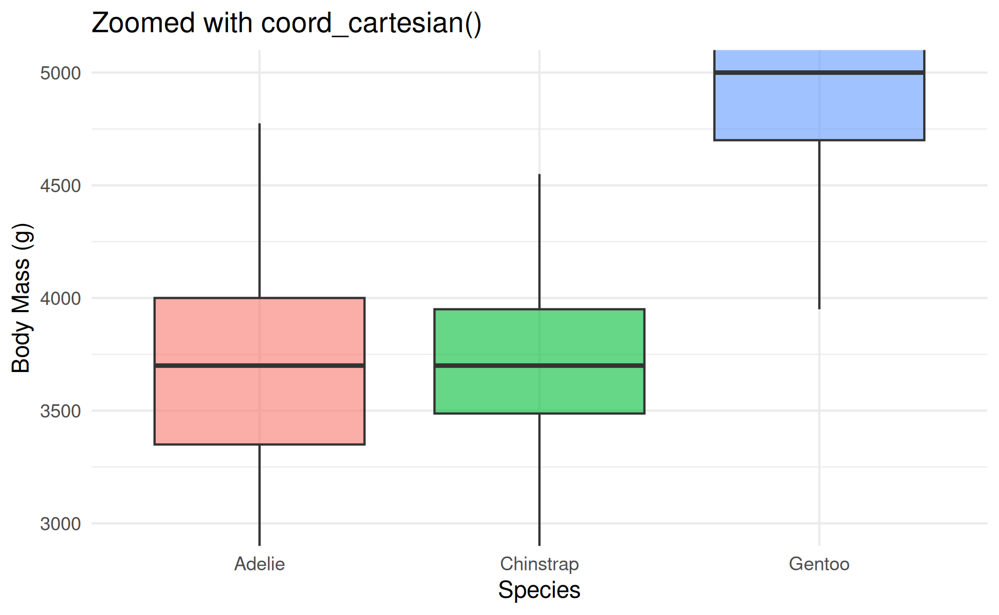 Zoomed with coord_cartesian()
Body Mass (g)
5000
4500
4000
3500
3000
Adelie
Chinstrap
Gentoo
Species